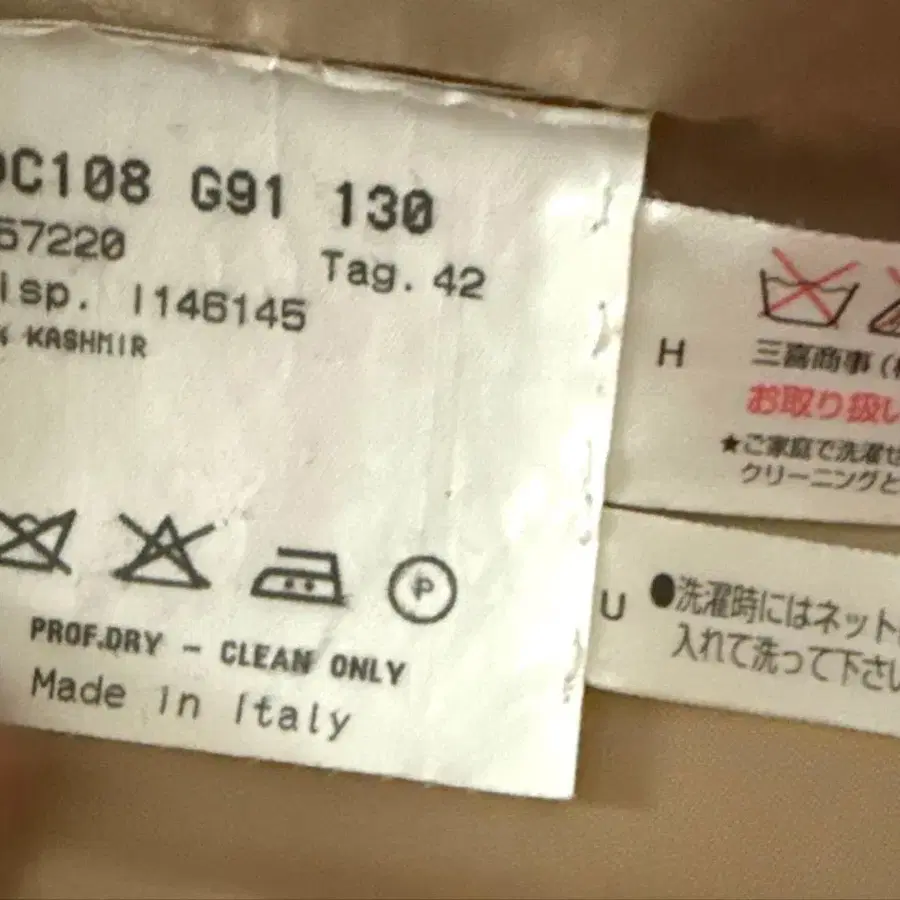 C108 G91 130
57220
Tag. 42
isp. I146145
% KASHMIR
P
PROF.DRY - CLEAN ONLY
Made in Italy
H
三喜商事(
お取り扱い
★ご家庭で洗濯せ
クリーニングと
U
●洗濯時にはネット
入れて洗って下さい